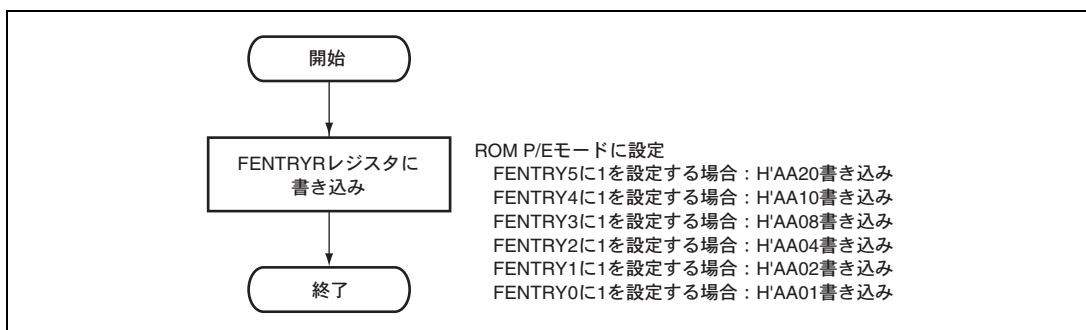 開始
FENTRYRレジスタに
書き込み
ROM P/Eモードに設定
FENTRY5に1を設定する場合：H'AA20書き込み
FENTRY4に1を設定する場合：H'AA10書き込み
FENTRY3に1を設定する場合：H'AA08書き込み
FENTRY2に1を設定する場合：H'AA04書き込み
FENTRY1に1を設定する場合：H'AA02書き込み
FENTRY0に1を設定する場合：H'AA01書き込み
終了